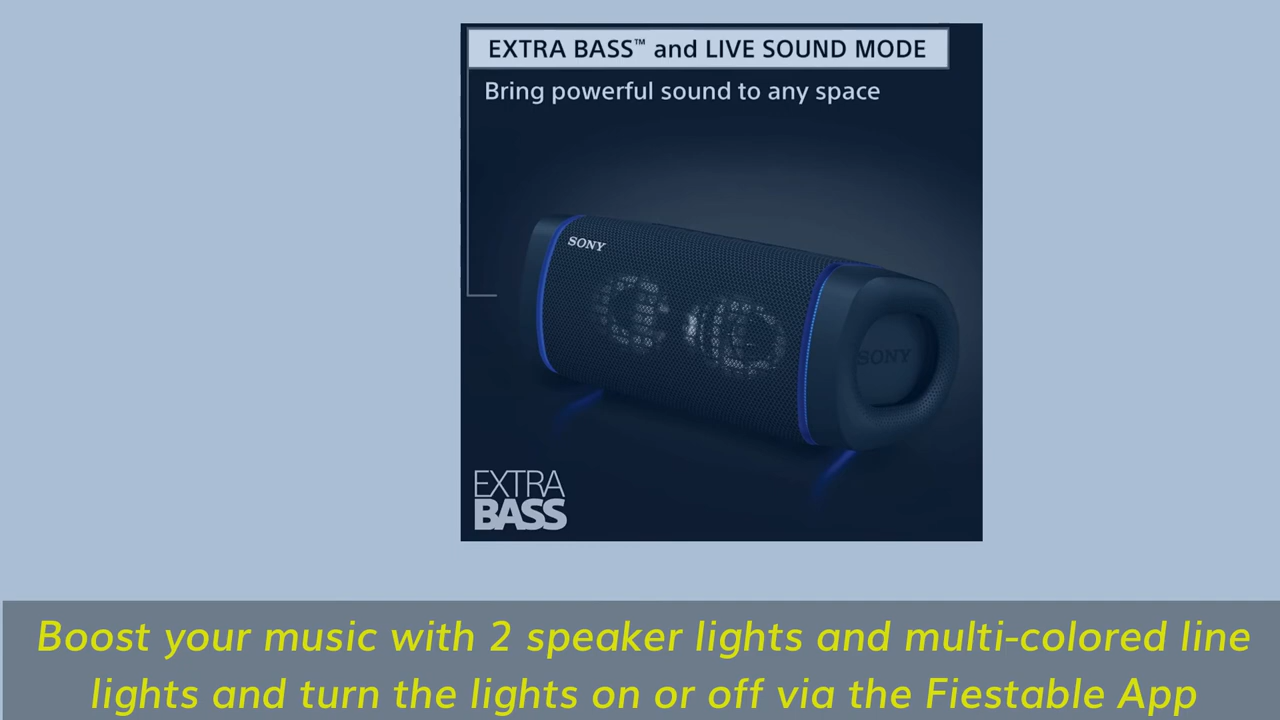 EXTRA BASS™ and LIVE SOUND MODE
Bring powerful sound to any space
SONY
SONY
EXTRA
BASS
Boost your music with 2 speaker lights and multi-colored line
lights and turn the lights on or off via the Fiestable App